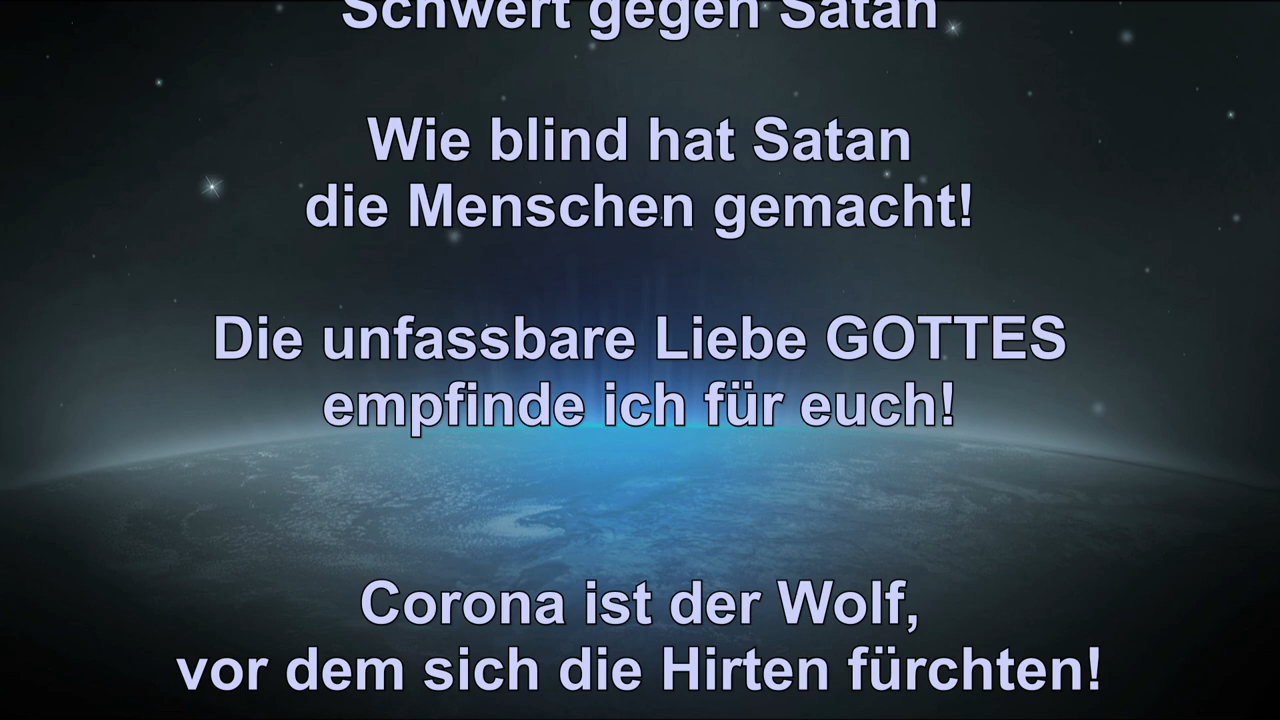 Schwert gegen Satan
Wie blind hat Satan
die Menschen gemacht!
Die unfassbare Liebe GOTTES
empfinde ich für euch!
Corona ist der Wolf,
vor dem sich die Hirten fürchten!